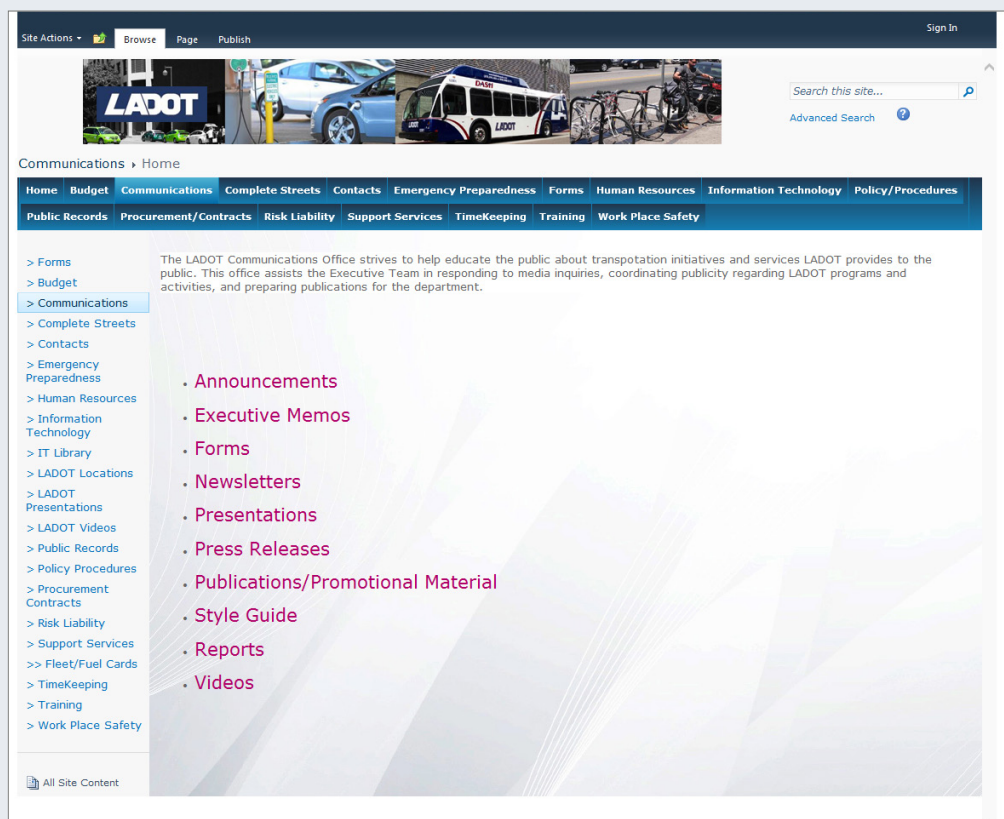 Sign In
Site Actions
Browse
Page
Publish
LADOT
DASH
LADOT
LA
Search this site...
Advanced Search
Communications ▸ Home
Home Budget Communications Complete Streets Contacts Emergency Preparedness Forms Human Resources Information Technology Policy/Procedures
Public Records Procurement/Contracts Risk Liability Support Services TimeKeeping Training Work Place Safety
> Forms
> Budget
> Communications
> Complete Streets
> Contacts
> Emergency
Preparedness
> Human Resources
> Information
Technology
> IT Library
> LADOT Locations
> LADOT
Presentations
> LADOT Videos
> Public Records
> Policy Procedures
> Procurement
Contracts
> Risk Liability
> Support Services
>> Fleet/Fuel Cards
> TimeKeeping
> Training
> Work Place Safety
All Site Content
The LADOT Communications Office strives to help educate the public about transpotation initiatives and services LADOT provides to the
public. This office assists the Executive Team in responding to media inquiries, coordinating publicity regarding LADOT programs and
activities, and preparing publications for the department.
• Announcements
• Executive Memos
• Forms
• Newsletters
• Presentations
• Press Releases
• Publications/Promotional Material
• Style Guide
• Reports
• Videos